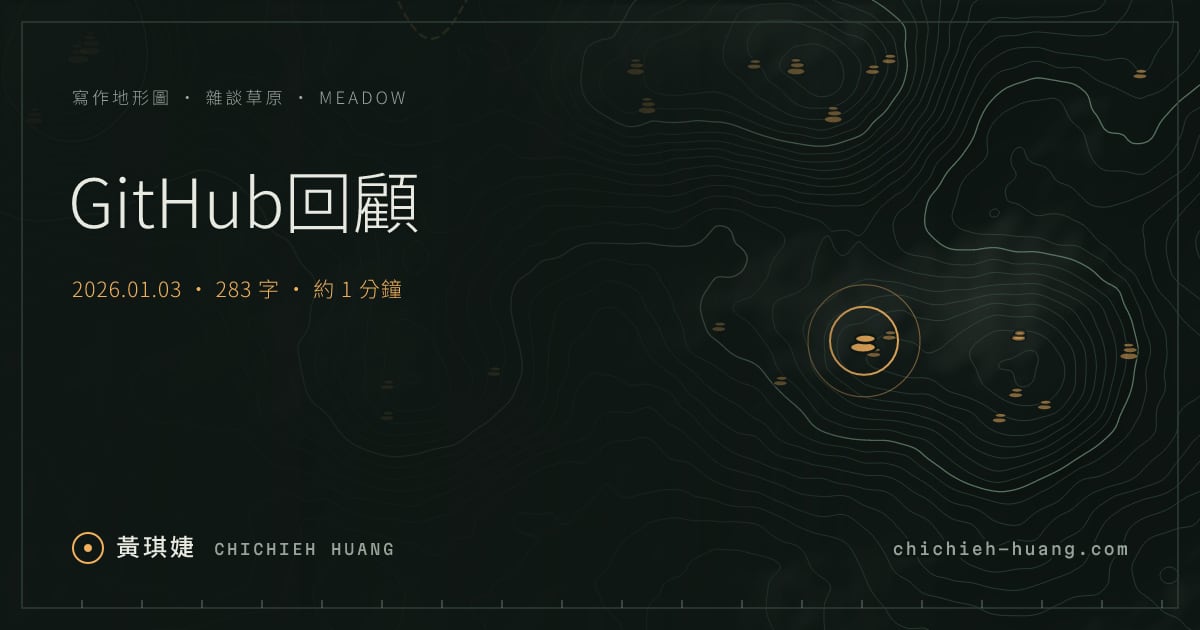 寫作地形圖 · 雜談草原 · MEADOW
GitHub回顧
2026.01.03 · 283 字 · 約 1 分鐘
黃琪婕 CHICHIEH HUANG
chichieh-huang.com